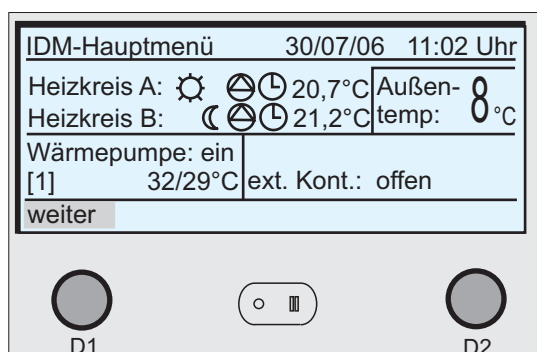 IDM-Hauptmenü 30/07/06 11:02 Uhr
Heizkreis A: 20,7°C
Heizkreis B: 21,2°C
Außen-
temp: 8 °C
Wärmepumpe: ein
[1] 32/29°C ext. Kont.: offen
weiter
D1 D2